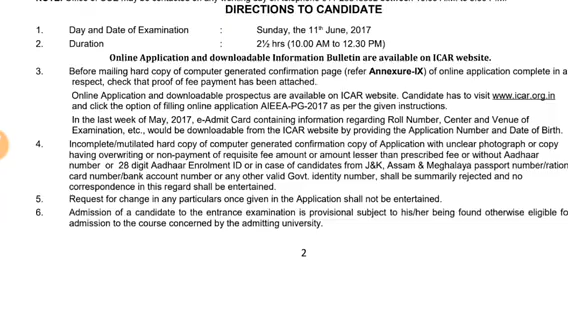 DIRECTIONS TO CANDIDATE
1. Day and Date of Examination : Sunday, the 11th June, 2017
2. Duration : 2½ hrs (10.00 AM to 12.30 PM)
Online Application and downloadable Information Bulletin are available on ICAR website.
3. Before mailing hard copy of computer generated confirmation page (refer Annexure-IX) of online application complete in a
respect, check that proof of fee payment has been attached.
Online Application and downloadable prospectus are available on ICAR website. Candidate has to visit www.icar.org.in
and click the option of filling online application AIEEA-PG-2017 as per the given instructions.
In the last week of May, 2017, e-Admit Card containing information regarding Roll Number, Center and Venue of
Examination, etc., would be downloadable from the ICAR website by providing the Application Number and Date of Birth.
4. Incomplete/mutilated hard copy of computer generated confirmation copy of Application with unclear photograph or copy
having overwriting or non-payment of requisite fee amount or amount lesser than prescribed fee or without Aadhaar
number or 28 digit Aadhaar Enrolment ID or in case of candidates from J&K, Assam & Meghalaya passport number/ration
card number/bank account number or any other valid Govt. identity number, shall be summarily rejected and no
correspondence in this regard shall be entertained.
5. Request for change in any particulars once given in the Application shall not be entertained.
6. Admission of a candidate to the entrance examination is provisional subject to his/her being found otherwise eligible fo
admission to the course concerned by the admitting university.
2